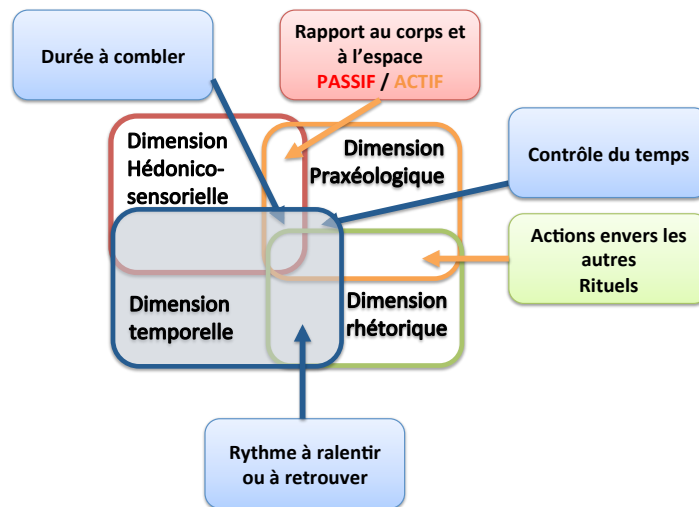 Durée à combler
Rapport au corps et
à l’espace
PASSIF / ACTIF
Dimension
Hédonico-
sensorielle
Dimension
Praxéologique
Contrôle du temps
Actions envers les
autres
Rituels
Dimension
temporelle
Dimension
rhétorique
Rythme à ralentir
ou à retrouver